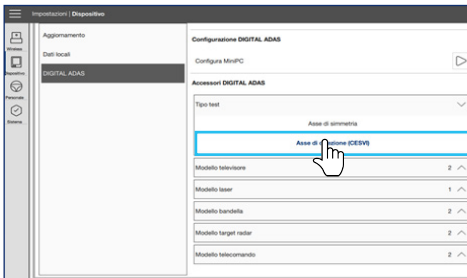 Impostazioni | Dispositivo
Wireless
Dispositivo
Personale
Sistema
Aggiornamento
Dati locali
DIGITAL ADAS
Configurazione DIGITAL ADAS
Configura MiniPC
Accessori DIGITAL ADAS
Tipo test
Asse di simmetria
Asse di (CESVI)
Modello televisore 2
Modello laser 1
Modello bandella 2
Modello target radar 2
Modello telecomando 2